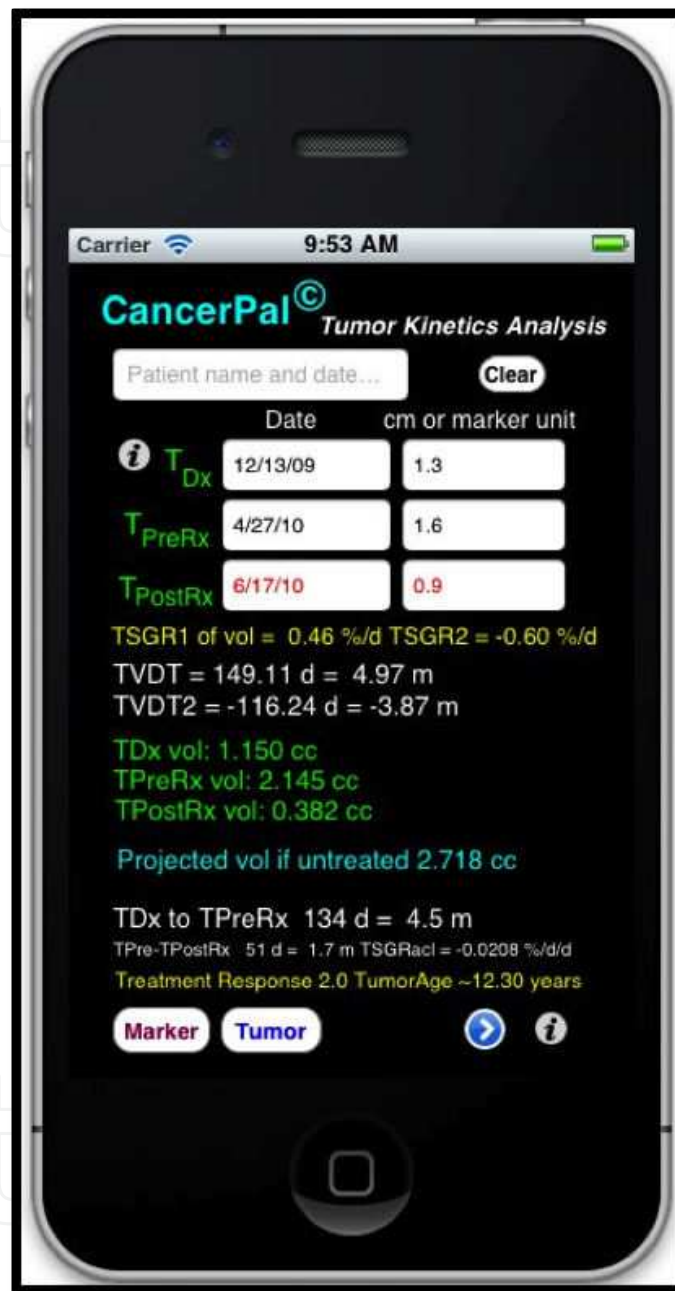 Carrier 9:53 AM
CancerPal© Tumor Kinetics Analysis
Patient name and date... Clear
Date cm or marker unit
i TDx 12/13/09 1.3
TPreRx 4/27/10 1.6
TPostRx 6/17/10 0.9
TSGR1 of vol = 0.46 %/d TSGR2 = -0.60 %/d
TVDT = 149.11 d = 4.97 m
TVDT2 = -116.24 d = -3.87 m
TDx vol: 1.150 cc
TPreRx vol: 2.145 cc
TPostRx vol: 0.382 cc
Projected vol if untreated 2.718 cc
TDx to TPreRx 134 d = 4.5 m
TPre-TPostRx 51 d = 1.7 m TSGRacl = -0.0208 %/d/d
Treatment Response 2.0 TumorAge ~12.30 years
Marker Tumor i